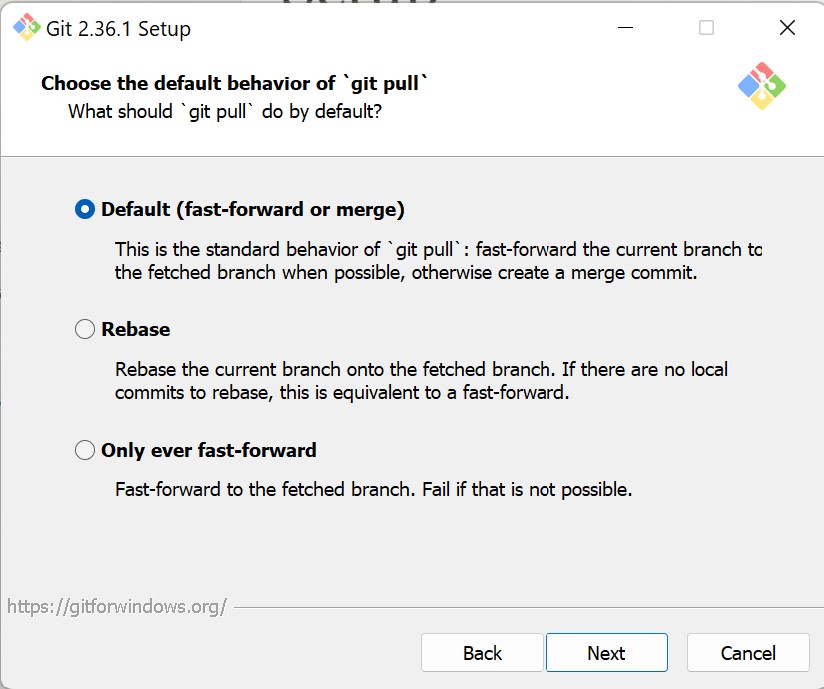 Git 2.36.1 Setup
Choose the default behavior of `git pull`
What should `git pull` do by default?
Default (fast-forward or merge)
This is the standard behavior of `git pull`: fast-forward the current branch to
the fetched branch when possible, otherwise create a merge commit.
Rebase
Rebase the current branch onto the fetched branch. If there are no local
commits to rebase, this is equivalent to a fast-forward.
Only ever fast-forward
Fast-forward to the fetched branch. Fail if that is not possible.
https://gitforwindows.org/
Back
Next
Cancel